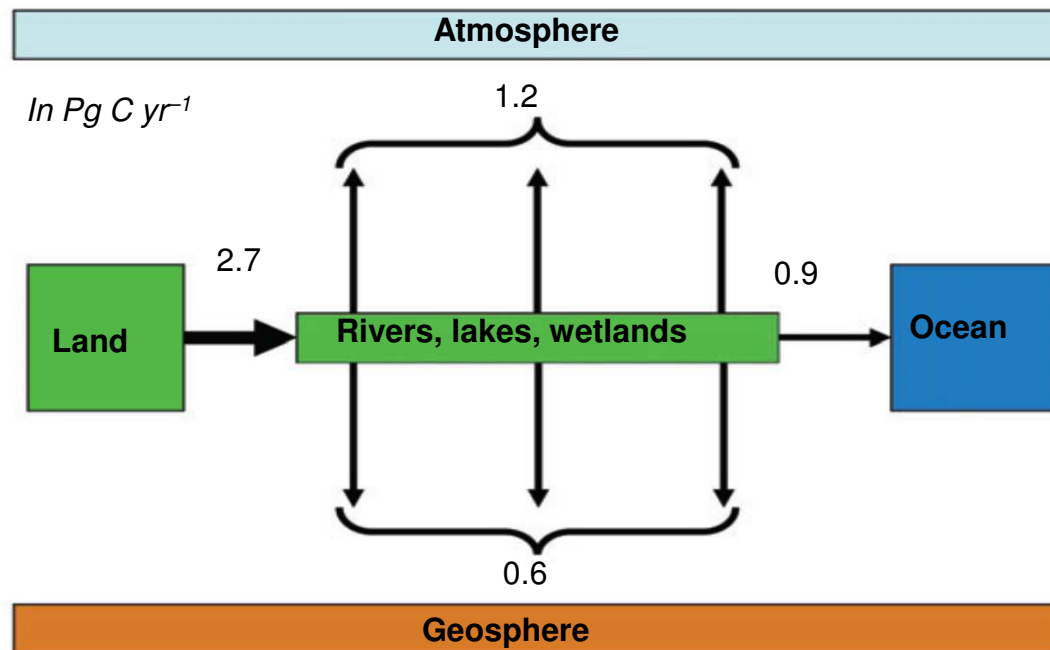 Atmosphere
In Pg C yr⁻¹
1.2
2.7
0.9
Land
Rivers, lakes, wetlands
Ocean
0.6
Geosphere